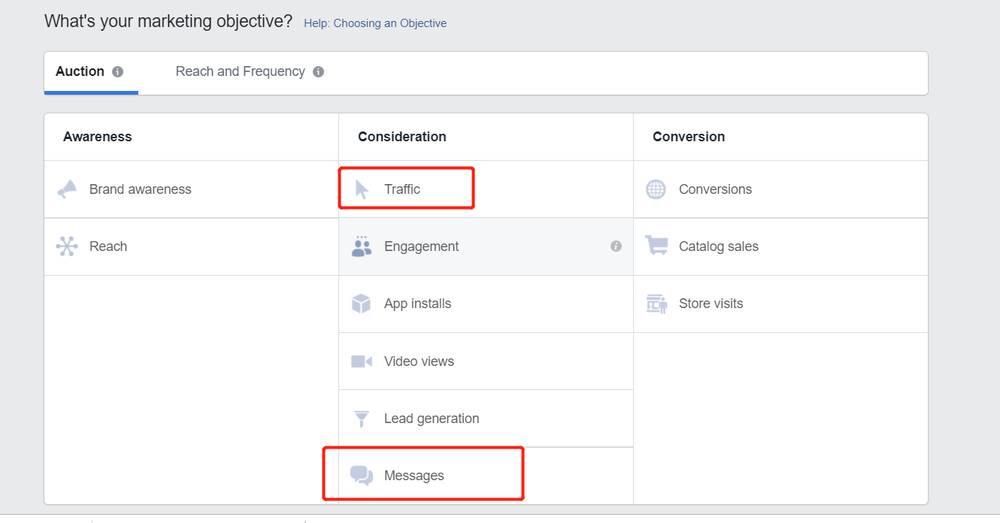 What's your marketing objective? Help: Choosing an Objective
Auction Reach and Frequency
Awareness Consideration Conversion
Brand awareness Traffic Conversions
Reach Engagement Catalog sales
App installs Store visits
Video views
Lead generation
Messages